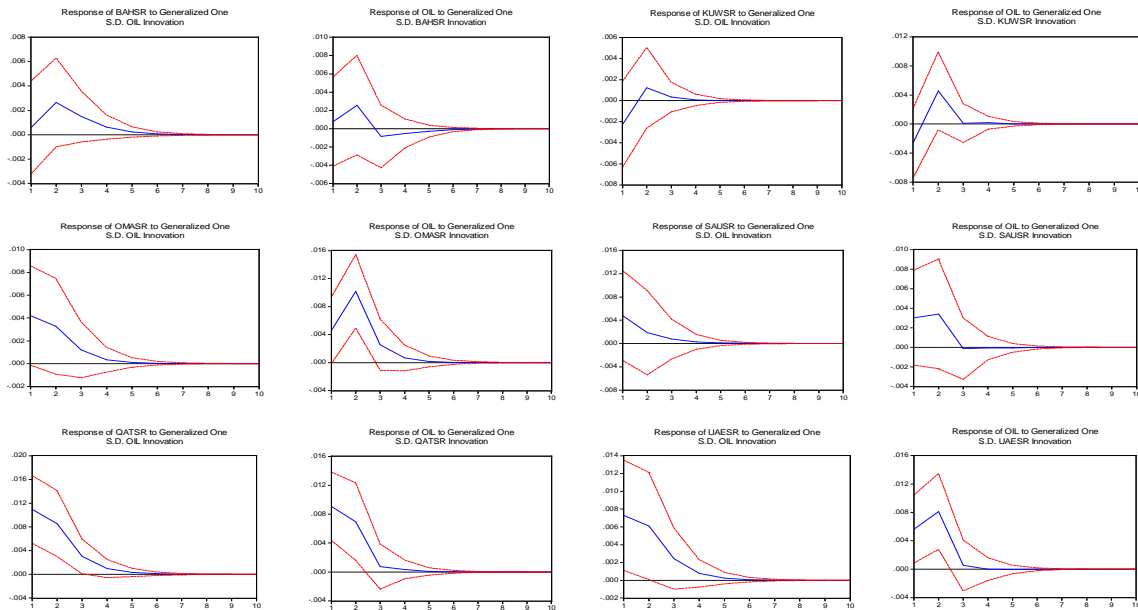 Response of BAHSR to Generalized One
S.D. OIL Innovation
.008
.006
.004
.002
.000
-.002
-.004
1 2 3 4 5 6 7 8 9 10
Response of OIL to Generalized One
S.D. BAHSR Innovation
.010
.008
.006
.004
.002
.000
-.002
-.004
-.006
1 2 3 4 5 6 7 8 9 10
Response of KUWSR to Generalized One
S.D. OIL Innovation
.006
.004
.002
.000
-.002
-.004
-.006
-.008
1 2 3 4 5 6 7 8 9 10
Response of OIL to Generalized One
S.D. KUWSR Innovation
.012
.008
.004
.000
-.004
-.008
1 2 3 4 5 6 7 8 9 10
Response of OMASR to Generalized One
S.D. OIL Innovation
.010
.008
.006
.004
.002
.000
-.002
1 2 3 4 5 6 7 8 9 10
Response of OIL to Generalized One
S.D. OMASR Innovation
.016
.012
.008
.004
.000
-.004
1 2 3 4 5 6 7 8 9 10
Response of SAUSR to Generalized One
S.D. OIL Innovation
.016
.012
.008
.004
.000
-.004
-.008
1 2 3 4 5 6 7 8 9 10
Response of OIL to Generalized One
S.D. SAUSR Innovation
.010
.008
.006
.004
.002
.000
-.002
-.004
1 2 3 4 5 6 7 8 9 10
Response of QATSR to Generalized One
S.D. OIL Innovation
.020
.016
.012
.008
.004
.000
-.004
1 2 3 4 5 6 7 8 9 10
Response of OIL to Generalized One
S.D. QATSR Innovation
.016
.012
.008
.004
.000
-.004
1 2 3 4 5 6 7 8 9 10
Response of UAESR to Generalized One
S.D. OIL Innovation
.014
.012
.010
.008
.006
.004
.002
.000
-.002
1 2 3 4 5 6 7 8 9 10
Response of OIL to Generalized One
S.D. UAESR Innovation
.016
.012
.008
.004
.000
-.004
1 2 3 4 5 6 7 8 9 10